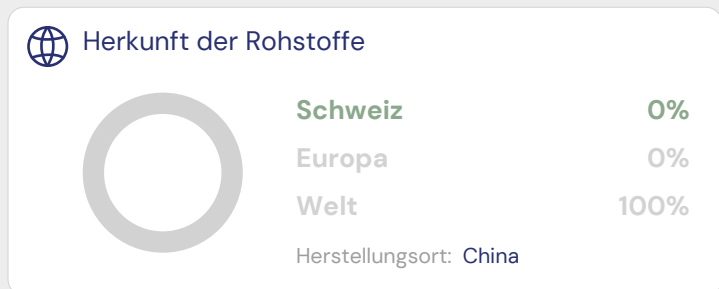 Herkunft der Rohstoffe
Schweiz 0%
Europa 0%
Welt 100%
Herstellungsort: China